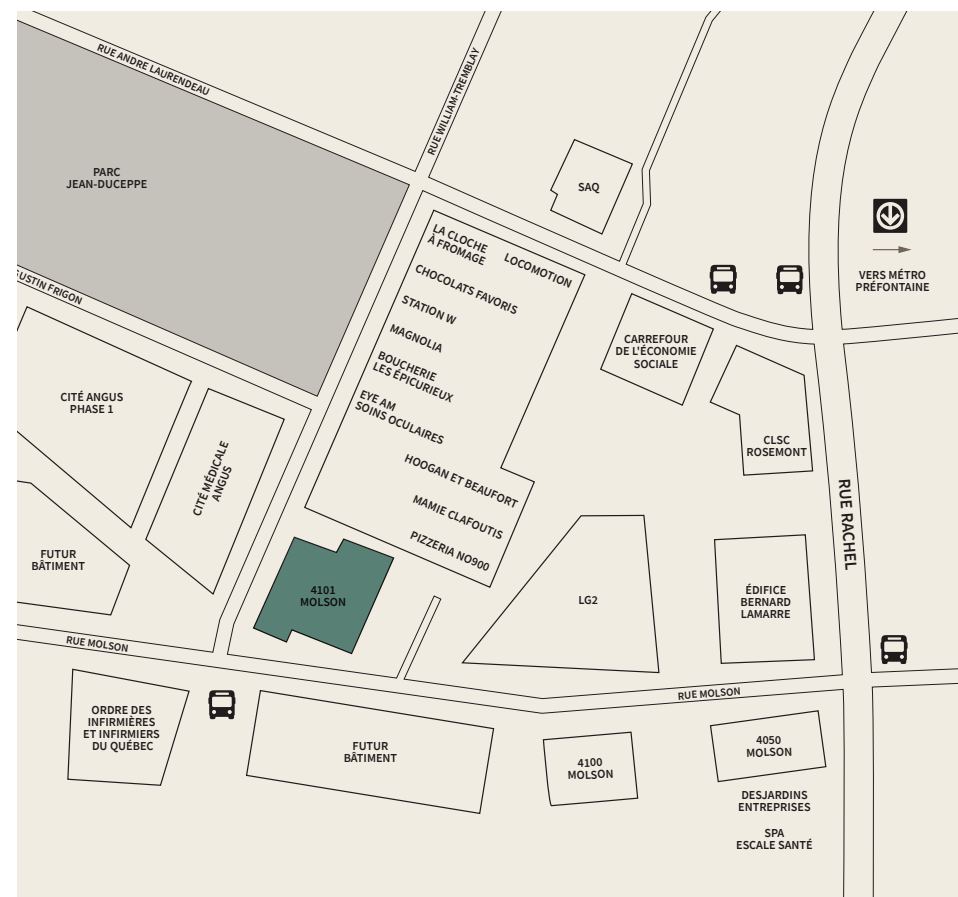 RUE ANDRE LAURENDEAU
RUE WILLIAM-TREMBLAY
PARC
JEAN-DUCEPPE
SAQ
VERS MÉTRO
PRÉFONTAINE
GUSTIN FRIGON
LA CLOCHE
À FROMAGE
LOCOMOTION
CHOCOLATS FAVORIS
STATION W
MAGNOLIA
BOUCHERIE
LES ÉPICURIEUX
EYE AM
SOINS OCULAIRES
HOOGAN ET BEAUFORT
MAMIE CLAFOUTIS
PIZZERIA NO900
CARREFOUR
DE L'ÉCONOMIE
SOCIALE
CLSC
ROSEMONT
CITÉ ANGUS
PHASE 1
CITÉ MÉDICALE
ANGUS
RUE RACHEL
FUTUR
BÂTIMENT
4101
MOLSON
LG2
ÉDIFICE
BERNARD
LAMARRE
RUE MOLSON
RUE MOLSON
ORDRE DES
INFIRMIÈRES
ET INFIRMIERS
DU QUÉBEC
FUTUR
BÂTIMENT
4100
MOLSON
4050
MOLSON
DESJARDINS
ENTREPRISES
SPA
ESCALE SANTÉ